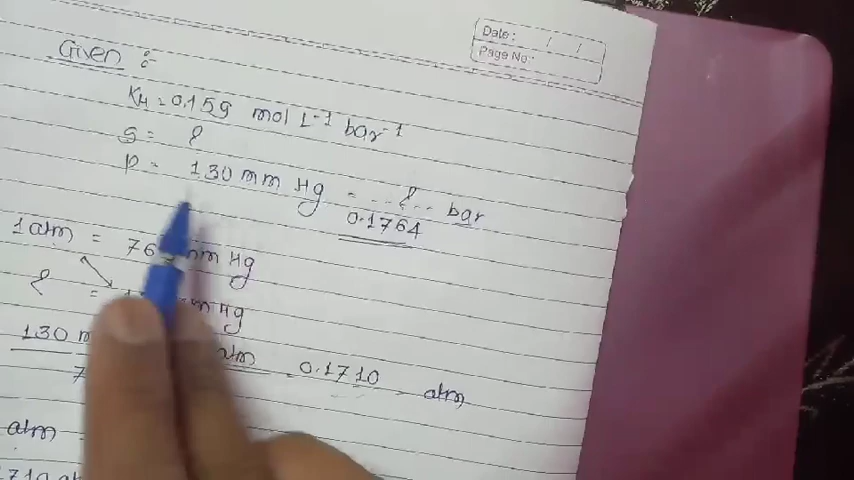 Date: / /
Page No:
Given :-
KH = 0.159 mol L-1 bar-1
S = ?
P = 130 mm Hg = ..?.. bar
0.1764
1 atm = 76 mm Hg
? = mm Hg
130 atm 0.1710 atm
7
atm